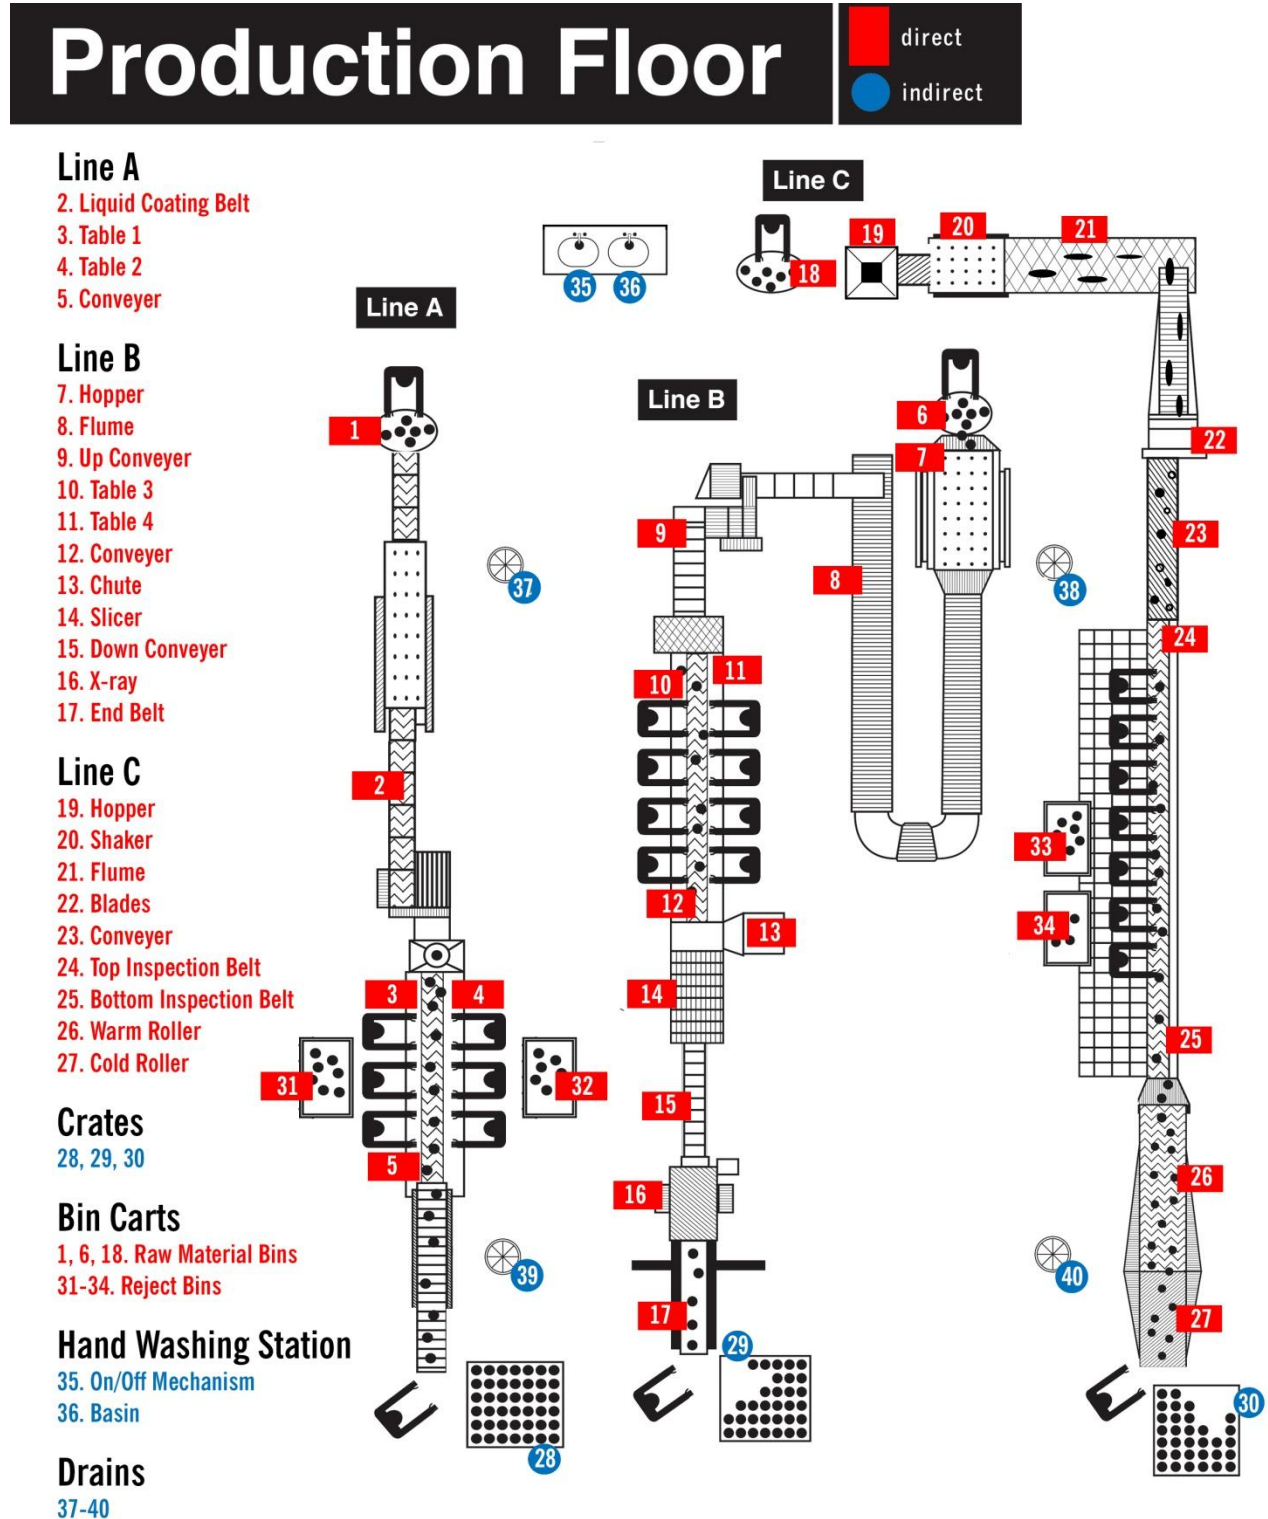 Production Floor
direct
indirect
Line A
2. Liquid Coating Belt
3. Table 1
4. Table 2
5. Conveyer
Line B
7. Hopper
8. Flume
9. Up Conveyer
10. Table 3
11. Table 4
12. Conveyer
13. Chute
14. Slicer
15. Down Conveyer
16. X-ray
17. End Belt
Line C
19. Hopper
20. Shaker
21. Flume
22. Blades
23. Conveyer
24. Top Inspection Belt
25. Bottom Inspection Belt
26. Warm Roller
27. Cold Roller
Crates
28, 29, 30
Bin Carts
1, 6, 18. Raw Material Bins
31-34. Reject Bins
Hand Washing Station
35. On/Off Mechanism
36. Basin
Drains
37-40
Line A
1
2
3
4
5
31
32
28
37
39
35
36
Line B
6
7
8
9
10
11
12
13
14
15
16
17
29
Line C
18
19
20
21
22
23
24
25
26
27
33
34
38
40
30